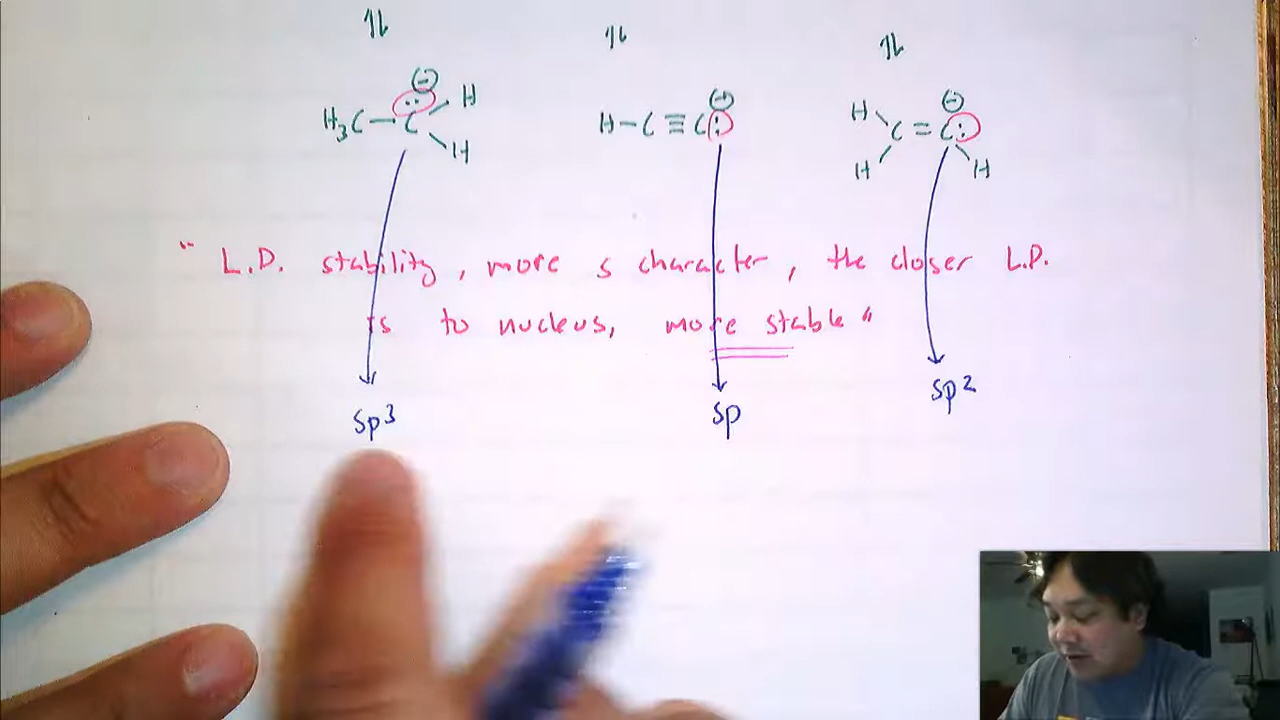 ⇌ ⇌ ⇌
H₃C–C̈⊖ H H H–C≡C:⊖ H H C=C:⊖ H
" L.D. stability, more s character, the closer L.P.
is to nucleus, more stable "
sp³ sp sp²